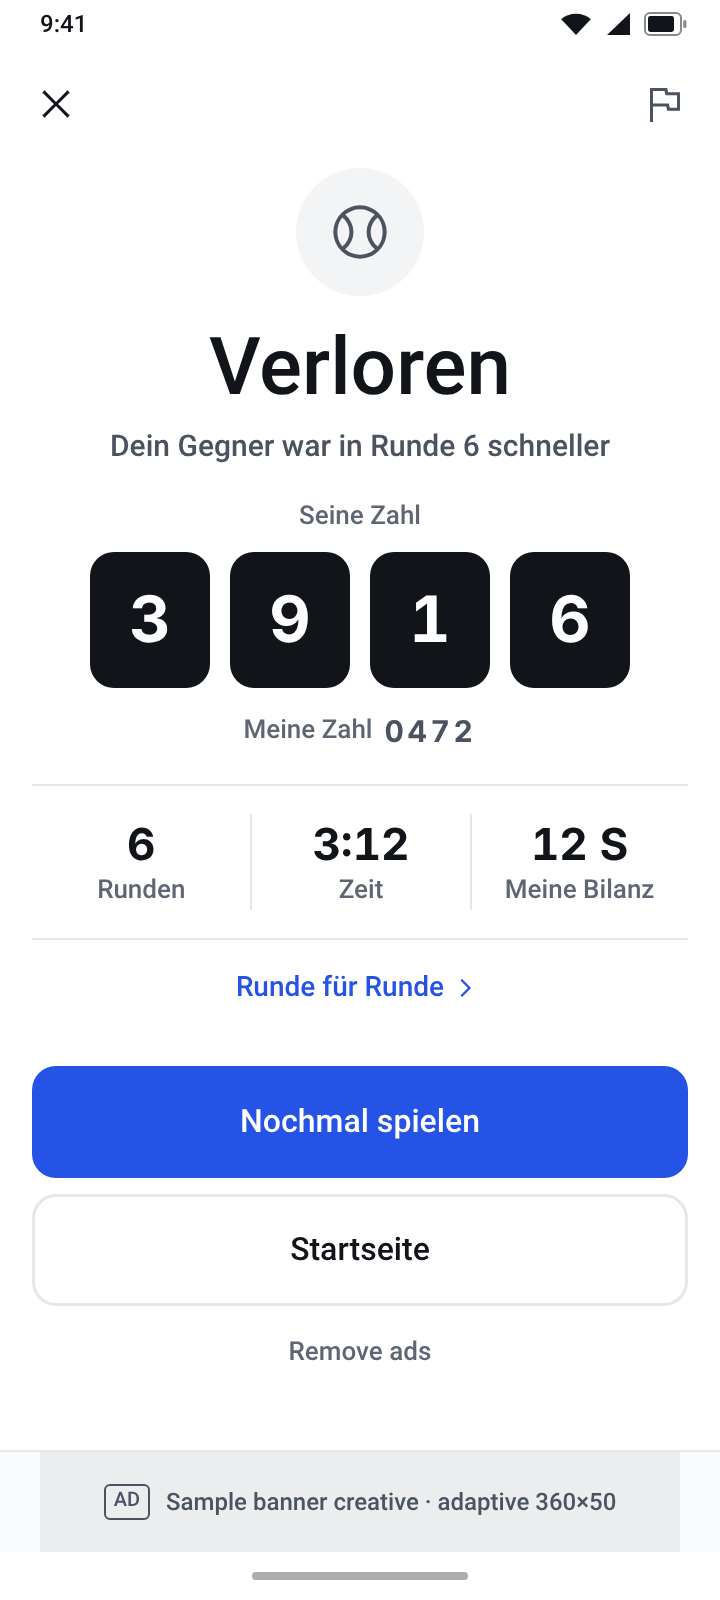 9:41
Verloren
Dein Gegner war in Runde 6 schneller
Seine Zahl
3 9 1 6
Meine Zahl 0472
6 3:12 12 S
Runden Zeit Meine Bilanz
Runde für Runde
Nochmal spielen
Startseite
Remove ads
AD Sample banner creative · adaptive 360×50